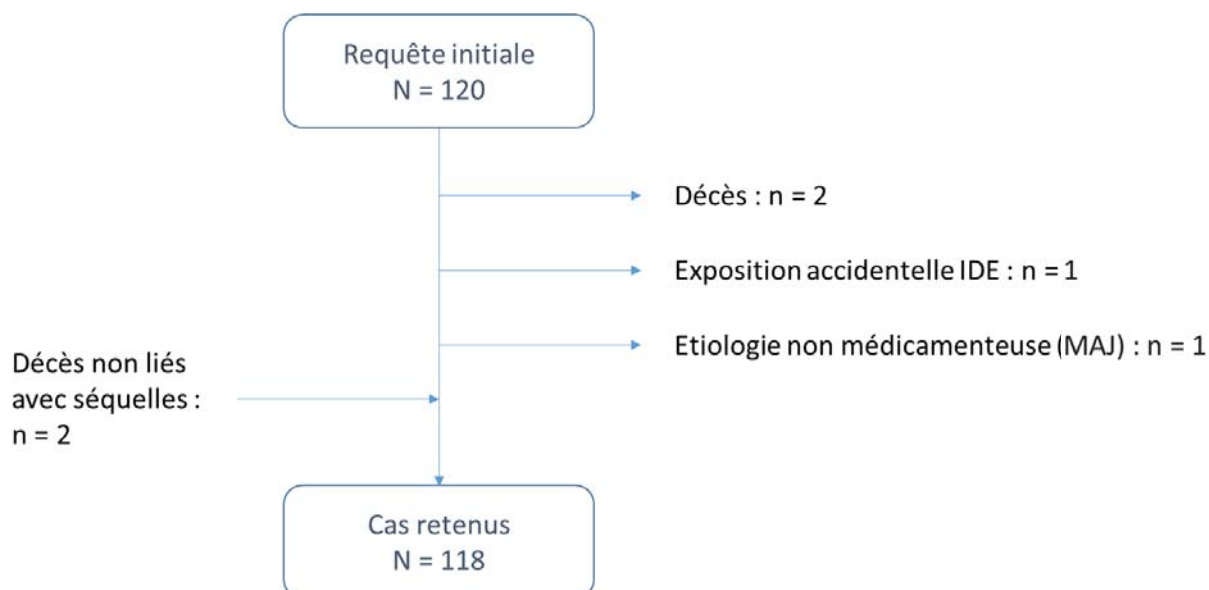 Requête initiale
N = 120
Décès : n = 2
Exposition accidentelle IDE : n = 1
Etiologie non médicamenteuse (MAJ) : n = 1
Décès non liés
avec séquelles :
n = 2
Cas retenus
N = 118